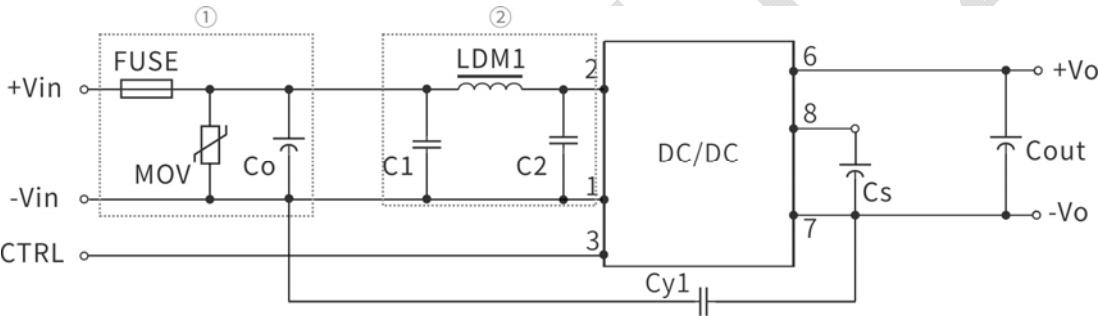 ① ②
FUSE LDM1
+Vin 2 6 +Vo
8
MOV Co C1 C2 DC/DC Cout
-Vin 1 Cs -Vo
7
CTRL 3
Cy1